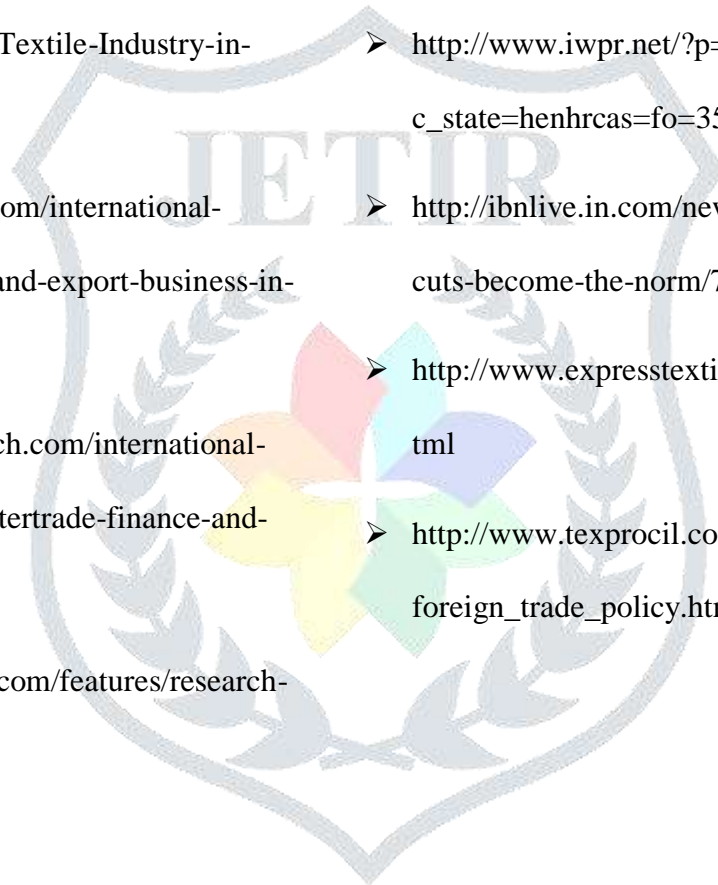 Textile-Industry-in-
om/international-
and-export-business-in-
ch.com/international-
tertrade-finance-and-
com/features/research-
➢ http://www.iwpr.net/?p=
c_state=henhrcas=fo=35
➢ http://ibnlive.in.com/new
cuts-become-the-norm/7
➢ http://www.expresstexti
tml
➢ http://www.texprocil.co
foreign_trade_policy.htm
JETIR